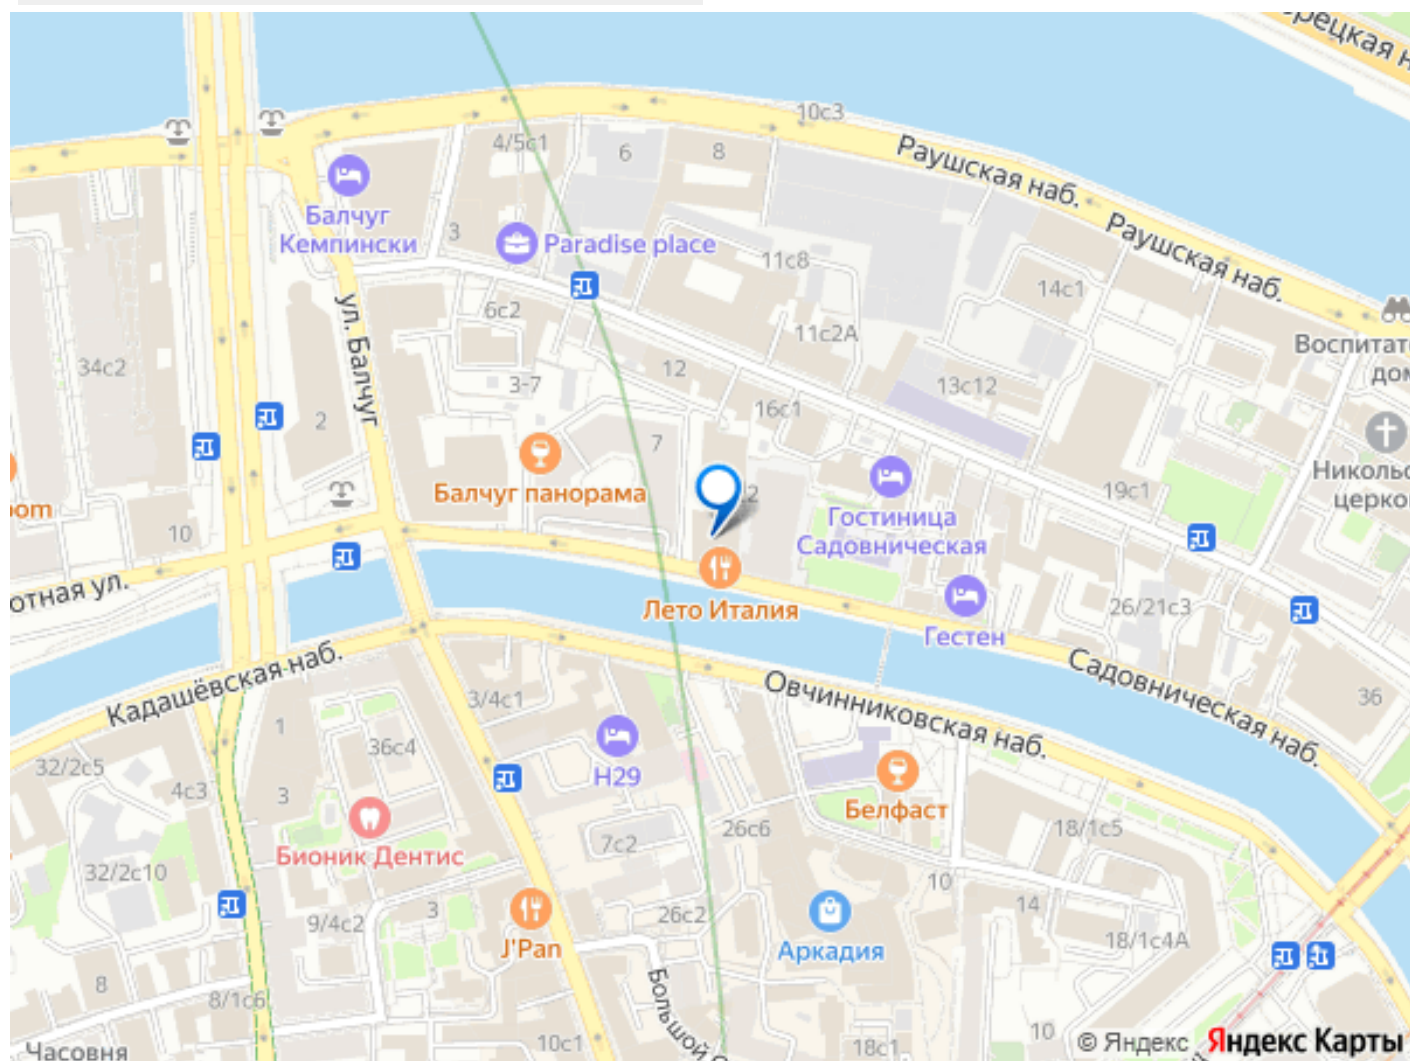 рецкая н
10с3
4/5с1
6
8
Раушская наб.
Балчуг
Кемпински
3
Paradise place
11с8
Раушская наб.
14с1
6с2
ул. Балчуг
11с2А
Воспитат
дом
34с2
12
3-7
13с12
16с1
2
7
Никольс
церко
Балчуг панорама
2
19с1
oom
10
Гостиница
Садовническая
отная ул.
Лето Италия
26/21с3
Гестен
Кадашёвская наб.
Садовническая наб.
3/4с1
Овчинниковская наб.
36
1
36с4
32/2с5
4с3
3
Н29
Белфаст
26с6
18/1с5
Бионик Дентис
7с2
32/2с10
10
3
9/4с2
26с2
14
J'Pan
Аркадия
18/1с4А
8
8/1с6
Большой
10с1
18с1
10
Часовня
© Яндекс Яндекс Карты